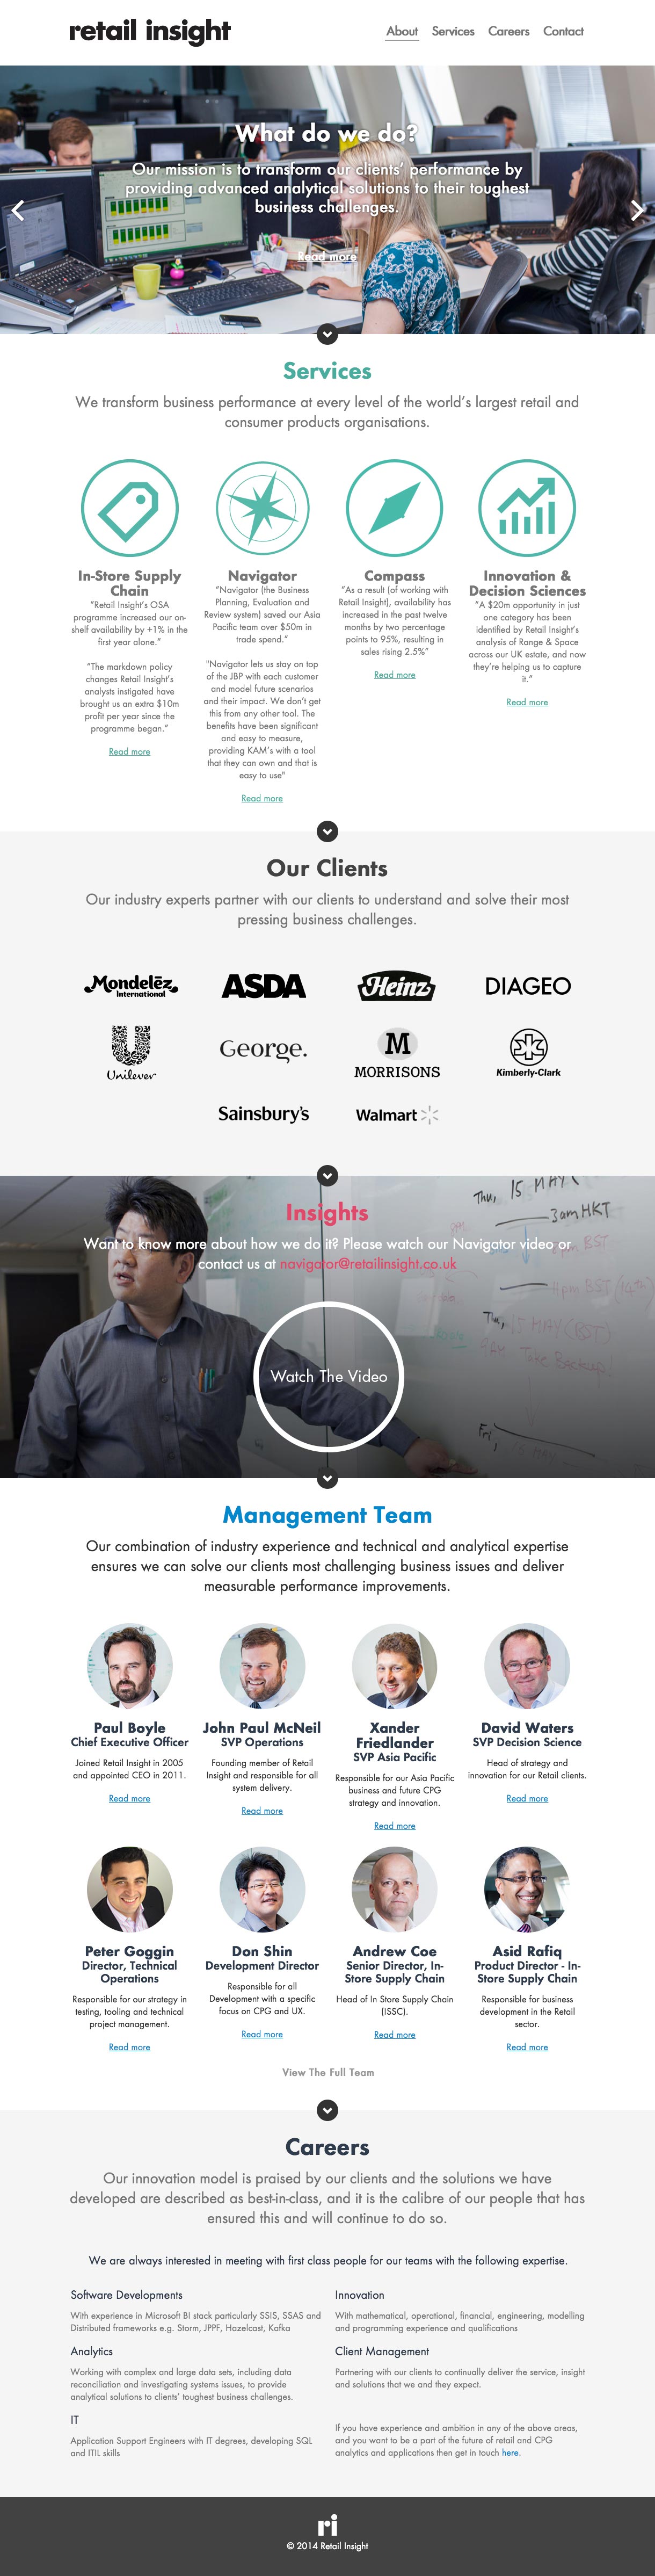 retail insight
About Services Careers Contact
What do we do?
Our mission is to transform our clients' performance by
providing advanced analytical solutions to their toughest
business challenges.
Read more
Services
We transform business performance at every level of the world's largest retail and
consumer products organisations.
In-Store Supply
Chain
"Retail Insight's OSA
programme increased our on-
shelf availability by +1% in the
first year alone."
"The markdown policy
changes Retail Insight's
analysts instigated have
brought us an extra $10m
profit per year since the
programme began."
Read more
Navigator
"Navigator (the Business
Planning, Evaluation and
Review system) saved our Asia
Pacific team over $50m in
trade spend."
"Navigator lets us stay on top
of the JBP with each customer
and model future scenarios
and their impact. We don't get
this from any other tool. The
benefits have been significant
and easy to measure,
providing KAM's with a tool
that they can own and that is
easy to use"
Read more
Compass
"As a result (of working with
Retail Insight), availability has
increased in the past twelve
months by two percentage
points to 95%, resulting in
sales rising 2.5%"
Read more
Innovation &
Decision Sciences
"A $20m opportunity in just
one category has been
identified by Retail Insight's
analysis of Range & Space
across our UK estate, and now
they're helping us to capture
it."
Read more
Our Clients
Our industry experts partner with our clients to understand and solve their most
pressing business challenges.
Mondelēz
International
ASDA
Heinz
DIAGEO
Unilever
George.
M
MORRISONS
Kimberly-Clark
Sainsbury's
Walmart
Thu, 15 MAY
3am HKT
Insights
Want to know more about how we do it? Please watch our Navigator video or
contact us at navigator@retailinsight.co.uk
Thu, 15 MAY (BST)
Take Backup!
Fri,
Watch The Video
Management Team
Our combination of industry experience and technical and analytical expertise
ensures we can solve our clients most challenging business issues and deliver
measurable performance improvements.
Paul Boyle
Chief Executive Officer
Joined Retail Insight in 2005
and appointed CEO in 2011.
Read more
John Paul McNeil
SVP Operations
Founding member of Retail
Insight and responsible for all
system delivery.
Read more
Xander
Friedlander
SVP Asia Pacific
Responsible for our Asia Pacific
business and future CPG
strategy and innovation.
Read more
David Waters
SVP Decision Science
Head of strategy and
innovation for our Retail clients.
Read more
Peter Goggin
Director, Technical
Operations
Responsible for our strategy in
testing, tooling and technical
project management.
Read more
Don Shin
Development Director
Responsible for all
Development with a specific
focus on CPG and UX.
Read more
Andrew Coe
Senior Director, In-
Store Supply Chain
Head of In Store Supply Chain
(ISSC).
Read more
Asid Rafiq
Product Director - In-
Store Supply Chain
Responsible for business
development in the Retail
sector.
Read more
View The Full Team
Careers
Our innovation model is praised by our clients and the solutions we have
developed are described as best-in-class, and it is the calibre of our people that has
ensured this and will continue to do so.
We are always interested in meeting with first class people for our teams with the following expertise.
Software Developments
With experience in Microsoft BI stack particularly SSIS, SSAS and
Distributed frameworks e.g. Storm, JPPF, Hazelcast, Kafka
Analytics
Working with complex and large data sets, including data
reconciliation and investigating systems issues, to provide
analytical solutions to clients' toughest business challenges.
IT
Application Support Engineers with IT degrees, developing SQL
and ITIL skills
Innovation
With mathematical, operational, financial, engineering, modelling
and programming experience and qualifications
Client Management
Partnering with our clients to continually deliver the service, insight
and solutions that we and they expect.
If you have experience and ambition in any of the above areas,
and you want to be a part of the future of retail and CPG
analytics and applications then get in touch here.
ri
© 2014 Retail Insight